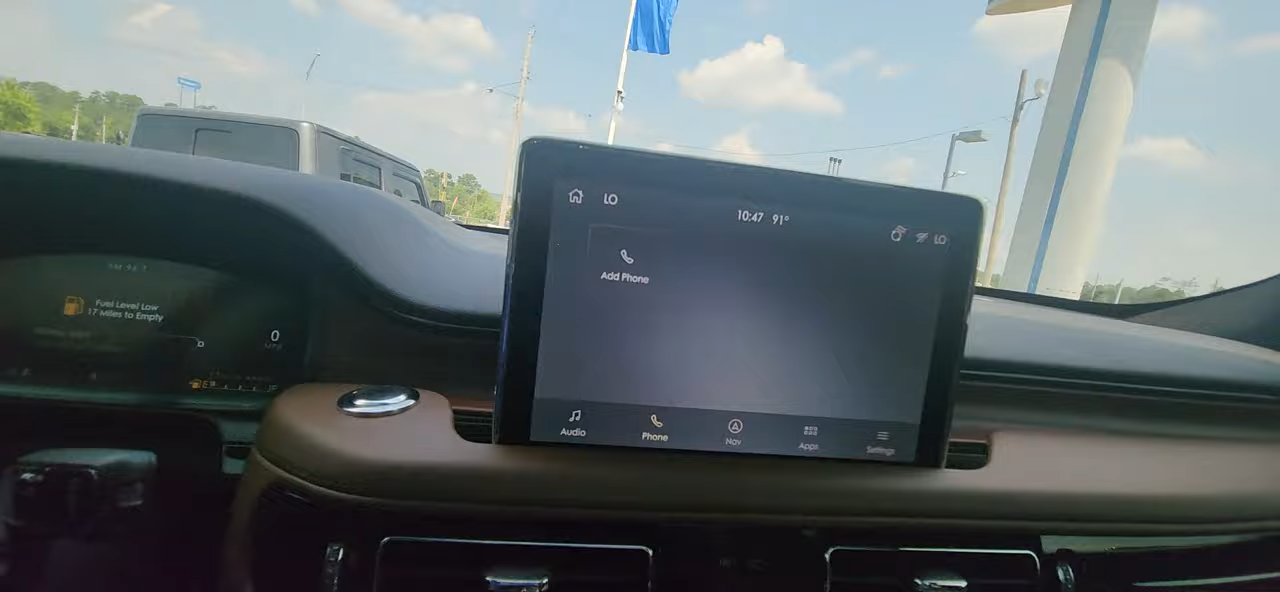 LO
10:47 91°
LO
Add Phone
Fuel Level Low
17 Miles to Empty
0
E
Audio
Phone
Nav
Apps
Settings